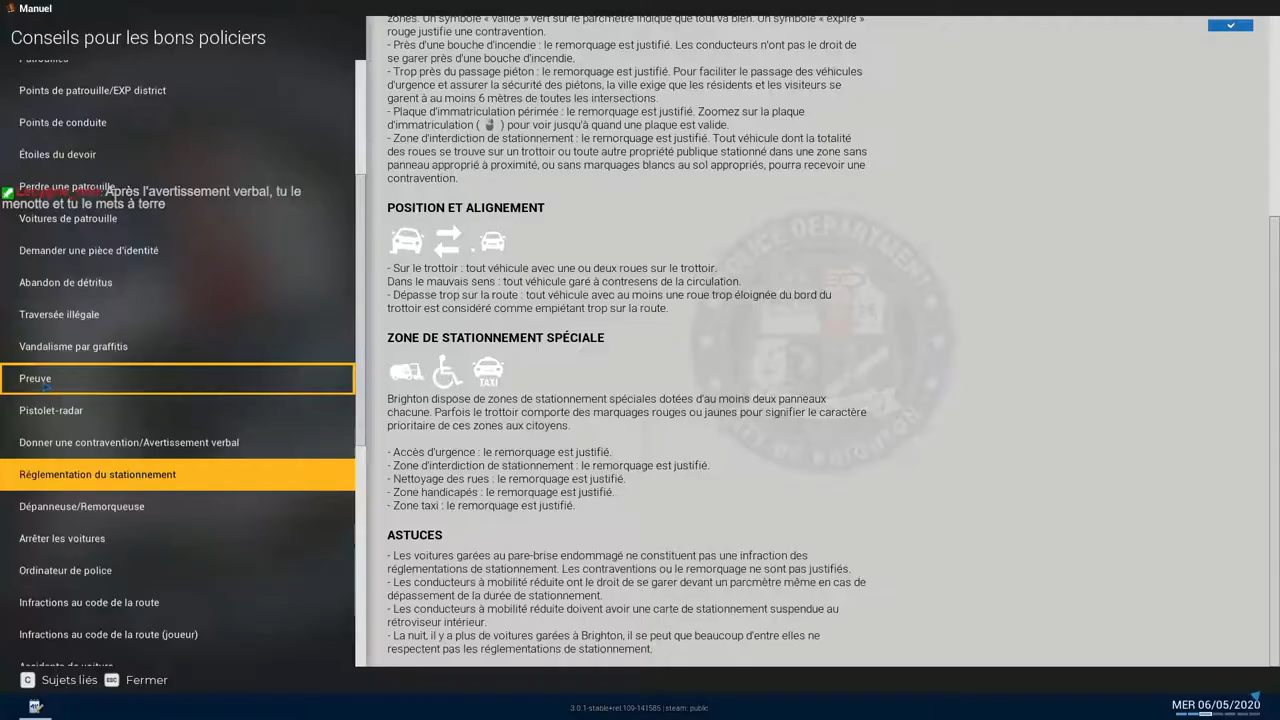 Manuel
Conseils pour les bons policiers
Patrouilles
Points de patrouille/EXP district
Points de conduite
Étoiles du devoir
Perdre une patrouille
Après l'avertissement verbal, tu le
menotte et tu le mets à terre
Voitures de patrouille
Demander une pièce d'identité
Abandon de détritus
Traversée illégale
Vandalisme par graffitis
Preuve
Pistolet-radar
Donner une contravention/Avertissement verbal
Réglementation du stationnement
Dépanneuse/Remorqueuse
Arrêter les voitures
Ordinateur de police
Infractions au code de la route
Infractions au code de la route (joueur)
Accidents de voiture
C Sujets liés ESC Fermer
zones. Un symbole « valide » vert sur le parcmètre indique que tout va bien. Un symbole « expiré »
rouge justifie une contravention.
- Près d'une bouche d'incendie : le remorquage est justifié. Les conducteurs n'ont pas le droit de
se garer près d'une bouche d'incendie.
- Trop près du passage piéton : le remorquage est justifié. Pour faciliter le passage des véhicules
d'urgence et assurer la sécurité des piétons, la ville exige que les résidents et les visiteurs se
garent à au moins 6 mètres de toutes les intersections.
- Plaque d'immatriculation périmée : le remorquage est justifié. Zoomez sur la plaque
d'immatriculation ( ) pour voir jusqu'à quand une plaque est valide.
- Zone d'interdiction de stationnement : le remorquage est justifié. Tout véhicule dont la totalité
des roues se trouve sur un trottoir ou toute autre propriété publique stationné dans une zone sans
panneau approprié à proximité, ou sans marquages blancs au sol appropriés, pourra recevoir une
contravention.
POSITION ET ALIGNEMENT
- Sur le trottoir : tout véhicule avec une ou deux roues sur le trottoir.
Dans le mauvais sens : tout véhicule garé à contresens de la circulation.
- Dépasse trop sur la route : tout véhicule avec au moins une roue trop éloignée du bord du
trottoir est considéré comme empiétant trop sur la route.
ZONE DE STATIONNEMENT SPÉCIALE
TAXI
Brighton dispose de zones de stationnement spéciales dotées d'au moins deux panneaux
chacune. Parfois le trottoir comporte des marquages rouges ou jaunes pour signifier le caractère
prioritaire de ces zones aux citoyens.
- Accès d'urgence : le remorquage est justifié.
- Zone d'interdiction de stationnement : le remorquage est justifié.
- Nettoyage des rues : le remorquage est justifié.
- Zone handicapés : le remorquage est justifié.
- Zone taxi : le remorquage est justifié.
ASTUCES
- Les voitures garées au pare-brise endommagé ne constituent pas une infraction des
réglementations de stationnement. Les contraventions ou le remorquage ne sont pas justifiés.
- Les conducteurs à mobilité réduite ont le droit de se garer devant un parcmètre même en cas de
dépassement de la durée de stationnement.
- Les conducteurs à mobilité réduite doivent avoir une carte de stationnement suspendue au
rétroviseur intérieur.
- La nuit, il y a plus de voitures garées à Brighton, il se peut que beaucoup d'entre elles ne
respectent pas les réglementations de stationnement.
3.0.1-stable+rel.109-141585 | steam: public
MER 06/05/2020